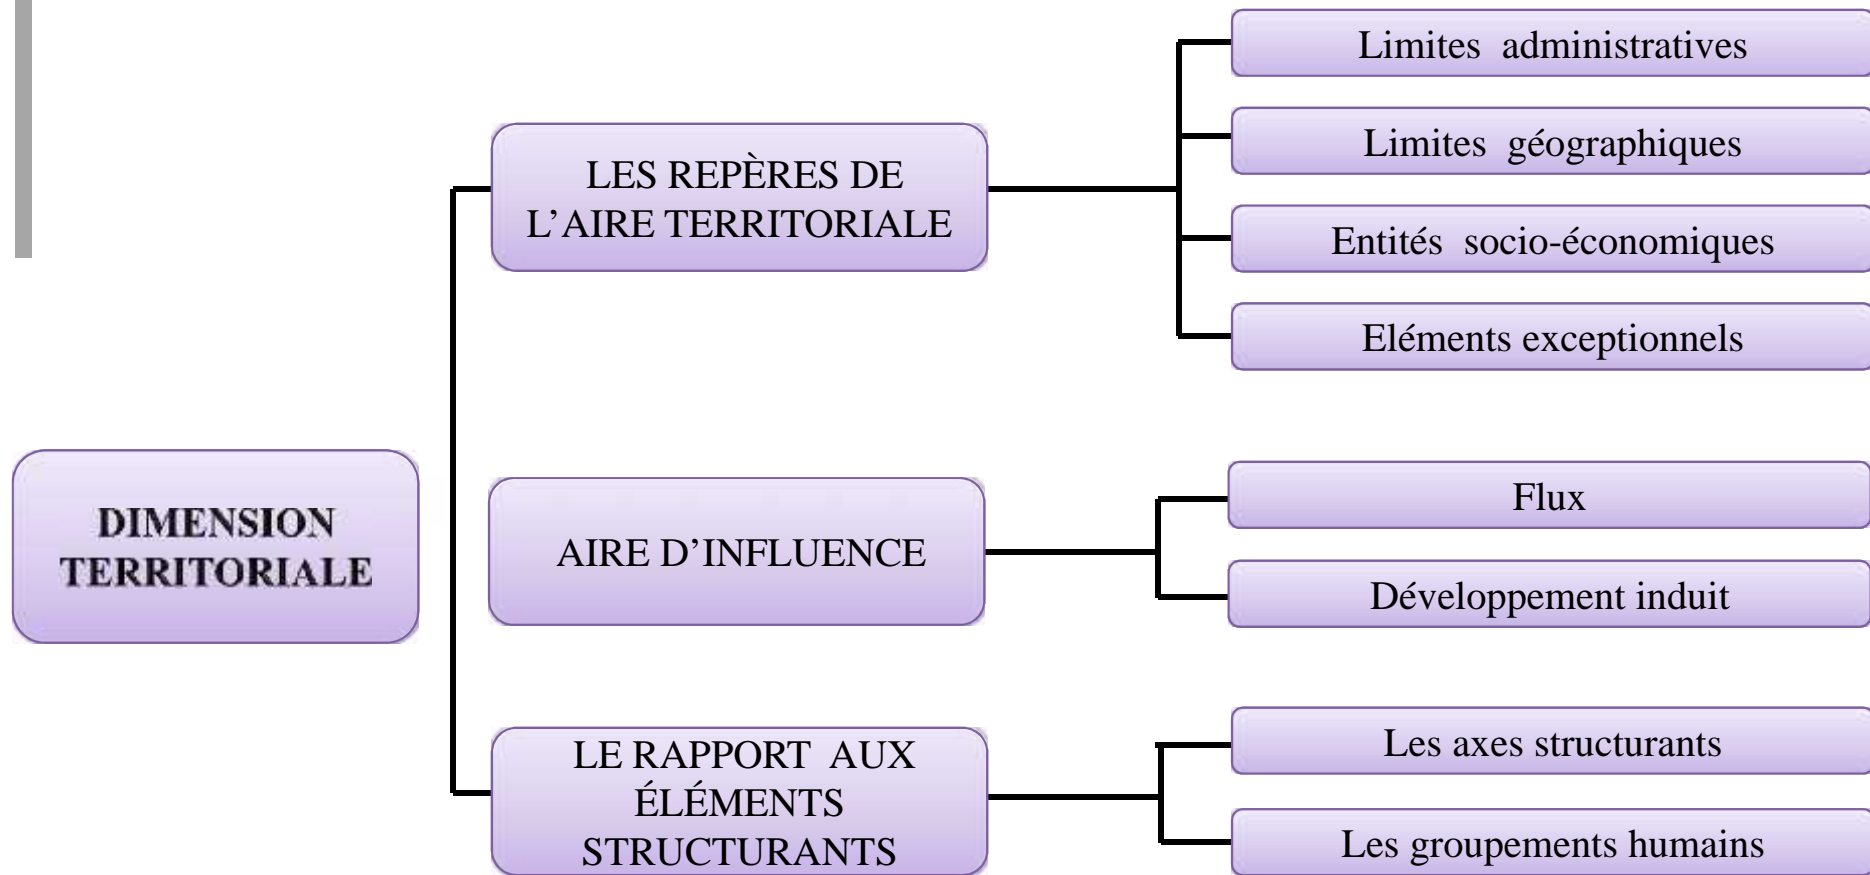 Limites administratives
Limites géographiques
LES REPÈRES DE
L’AIRE TERRITORIALE
Entités socio-économiques
Eléments exceptionnels
DIMENSION
TERRITORIALE
AIRE D’INFLUENCE
Flux
Développement induit
LE RAPPORT AUX
ÉLÉMENTS
STRUCTURANTS
Les axes structurants
Les groupements humains